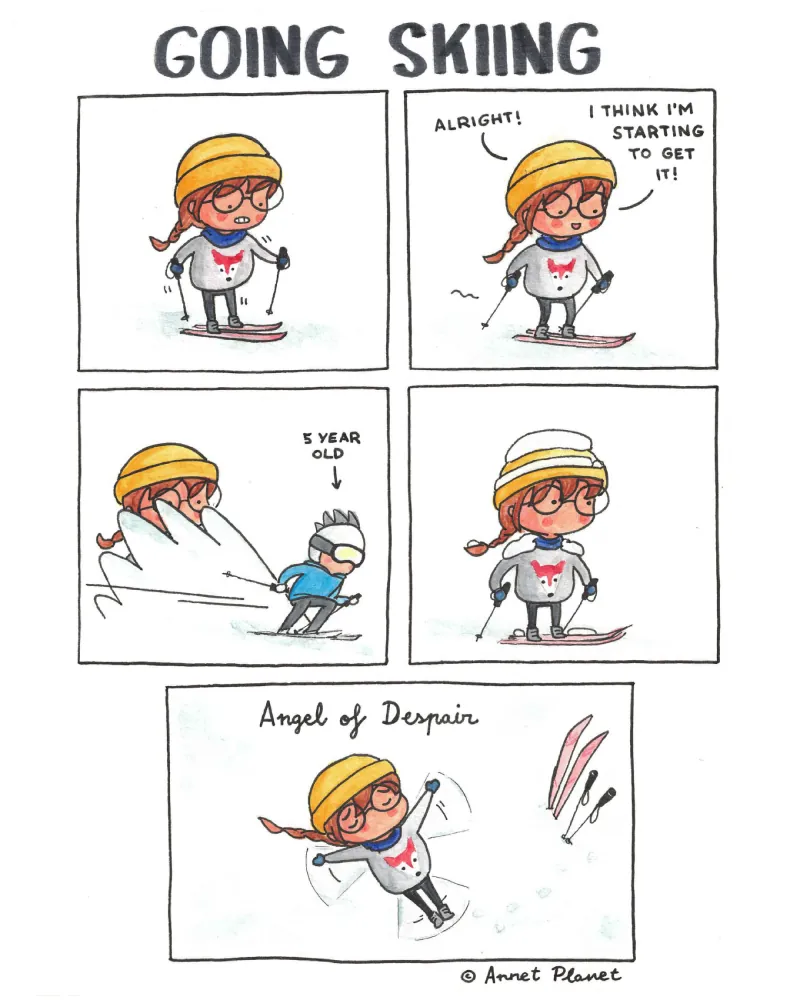 GOING SKIING
ALRIGHT!
I THINK I'M
STARTING
TO GET
IT!
5 YEAR
OLD
Angel of Despair
© Annet Planet